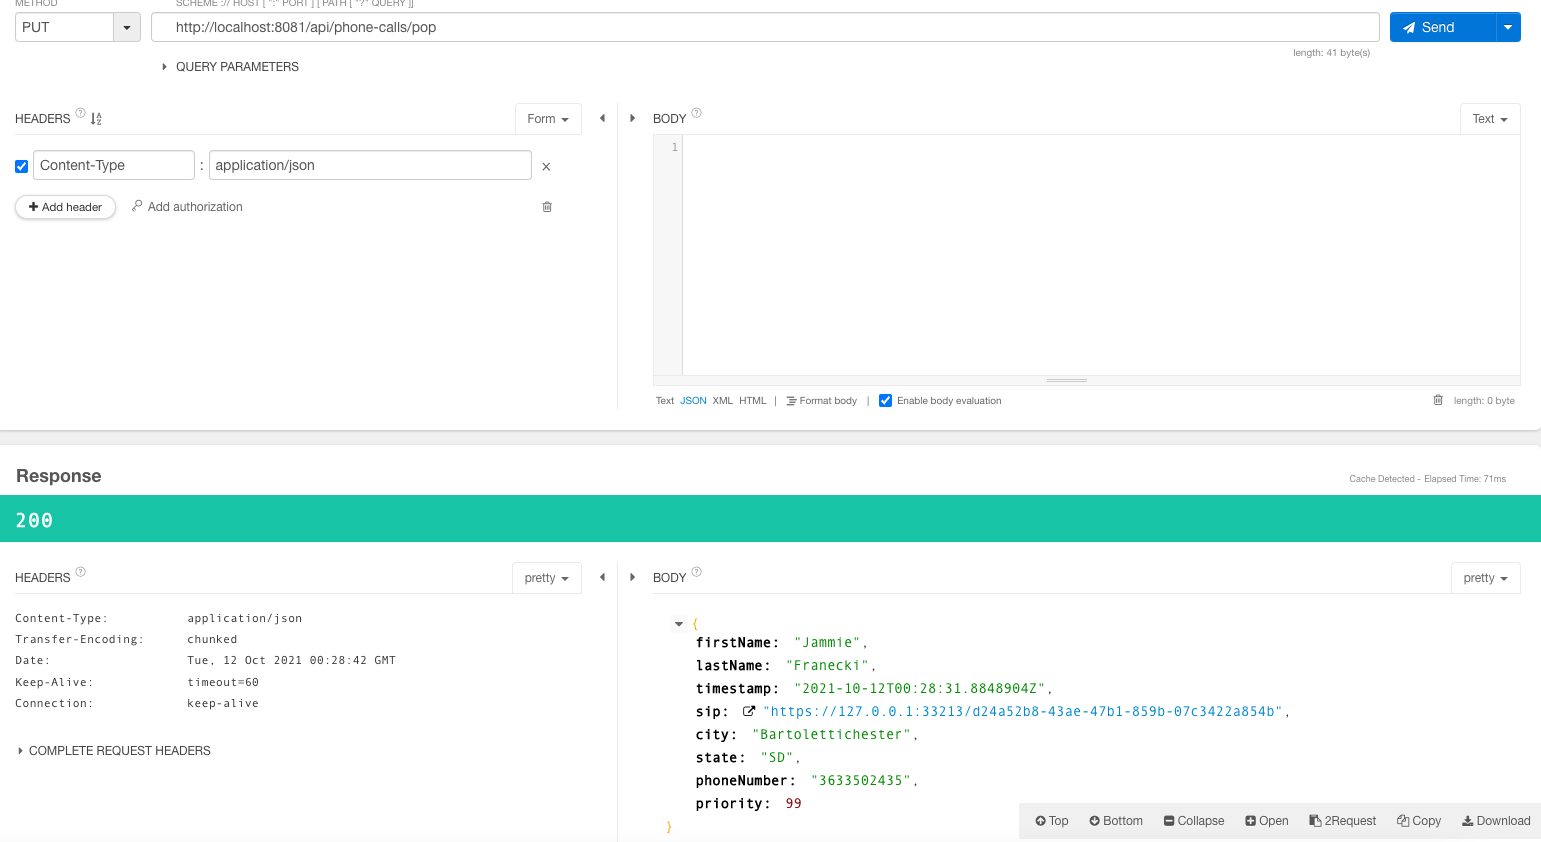 METHOD
SCHEME :// HOST [ ":" PORT ] [ PATH [ "?" QUERY ]]
PUT
http://localhost:8081/api/phone-calls/pop
Send
length: 41 byte(s)
QUERY PARAMETERS
HEADERS ?
Form
BODY ?
Text
Content-Type : application/json ×
1
+ Add header
Add authorization
Text JSON XML HTML | Format body | Enable body evaluation
length: 0 byte
Response
Cache Detected - Elapsed Time: 71ms
200
HEADERS ?
pretty
BODY ?
pretty
Content-Type: application/json
Transfer-Encoding: chunked
Date: Tue, 12 Oct 2021 00:28:42 GMT
Keep-Alive: timeout=60
Connection: keep-alive
COMPLETE REQUEST HEADERS
{
firstName: "Jammie",
lastName: "Franecki",
timestamp: "2021-10-12T00:28:31.8848904Z",
sip: "https://127.0.0.1:33213/d24a52b8-43ae-47b1-859b-07c3422a854b",
city: "Bartolettichester",
state: "SD",
phoneNumber: "3633502435",
priority: 99
}
Top Bottom Collapse Open 2Request Copy Download